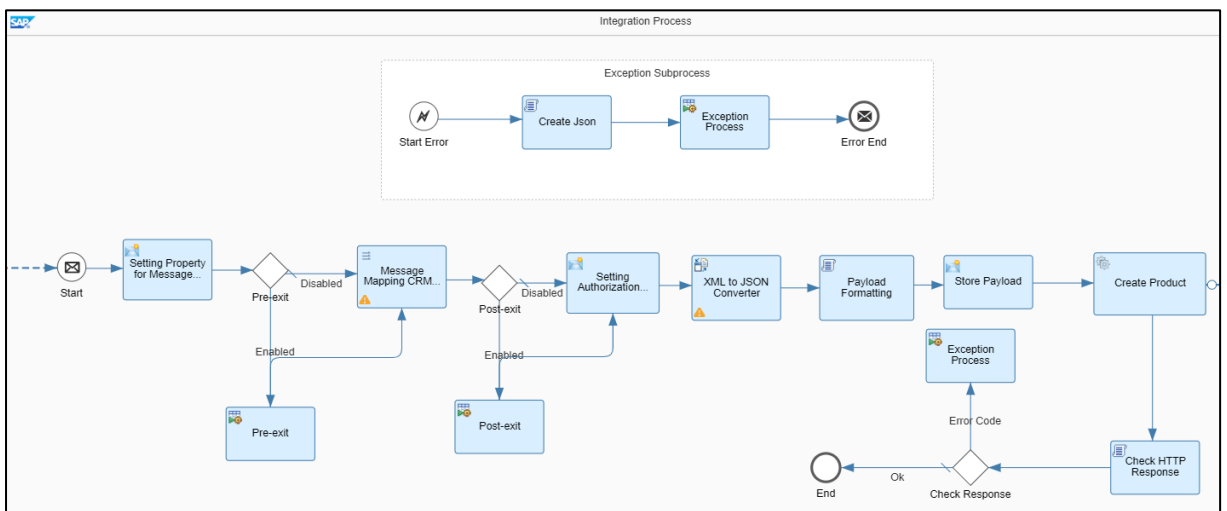 SAP
Integration Process
Exception Subprocess
Start Error
Create Json
Exception
Process
Error End
Start
Setting Property
for Message...
Pre-exit
Disabled
Message
Mapping CRM...
Post-exit
Disabled
Setting
Authorization...
XML to JSON
Converter
Payload
Formatting
Store Payload
Create Product
Enabled
Pre-exit
Enabled
Post-exit
Exception
Process
Error Code
Check HTTP
Response
Check Response
Ok
End